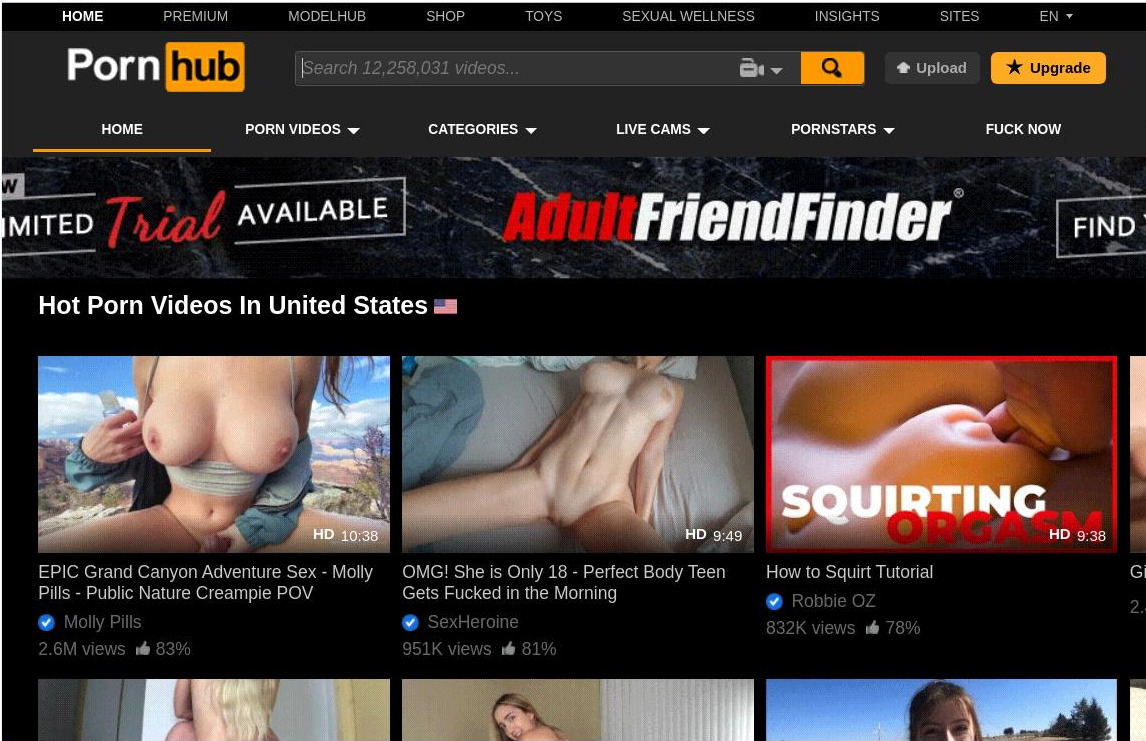 HOME PREMIUM MODELHUB SHOP TOYS SEXUAL WELLNESS INSIGHTS SITES EN
Porn hub
Search 12,258,031 videos...
Upload
Upgrade
HOME PORN VIDEOS CATEGORIES LIVE CAMS PORNSTARS FUCK NOW
W
IMITED Trial AVAILABLE
AdultFriendFinder®
FIND
Hot Porn Videos In United States
HD 10:38
HD 9:49
SQUIRTING
ORGASM
HD 9:38
EPIC Grand Canyon Adventure Sex - Molly
Pills - Public Nature Creampie POV
Molly Pills
2.6M views 83%
OMG! She is Only 18 - Perfect Body Teen
Gets Fucked in the Morning
SexHeroine
951K views 81%
How to Squirt Tutorial
Robbie OZ
832K views 78%
Gi
2.